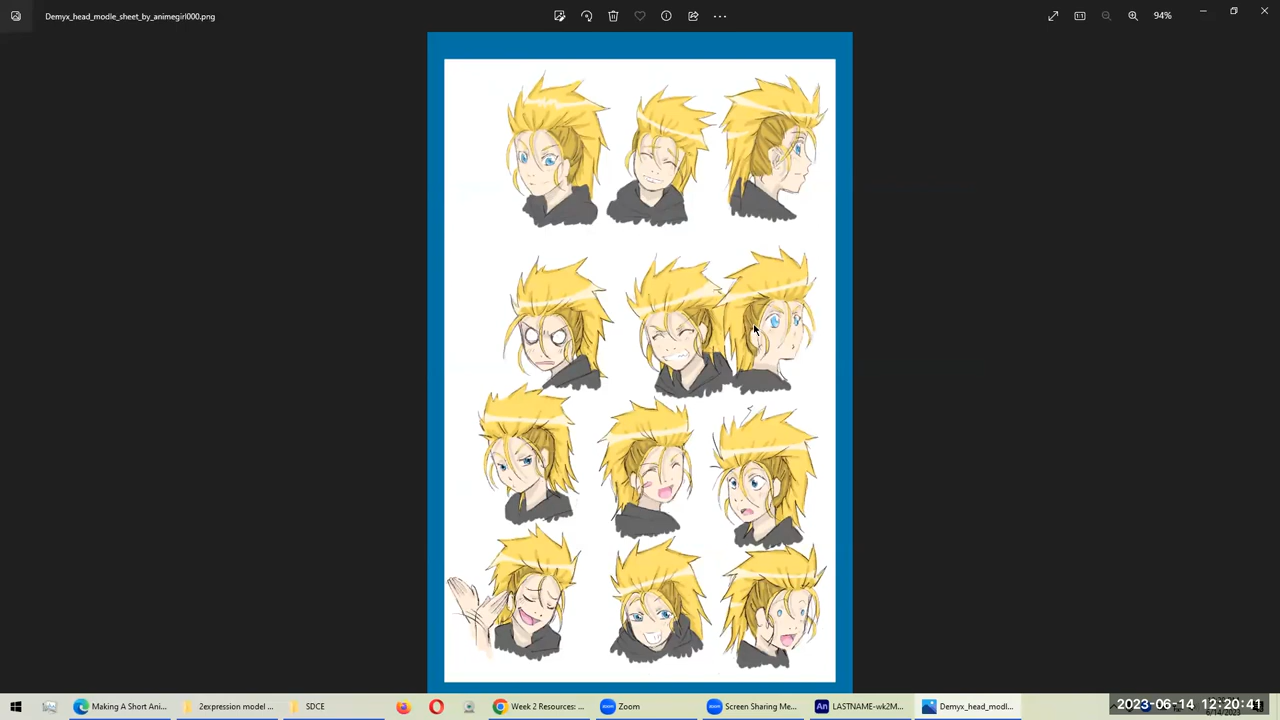 Demyx_head_modle_sheet_by_animegirl000.png
94%
Making A Short Ani...
2expression model ...
SDCE
Week 2 Resources: ...
Zoom
Screen Sharing Me...
LASTNAME-wk2M...
Demyx_head_modl...
2023-06-14 12:20:41